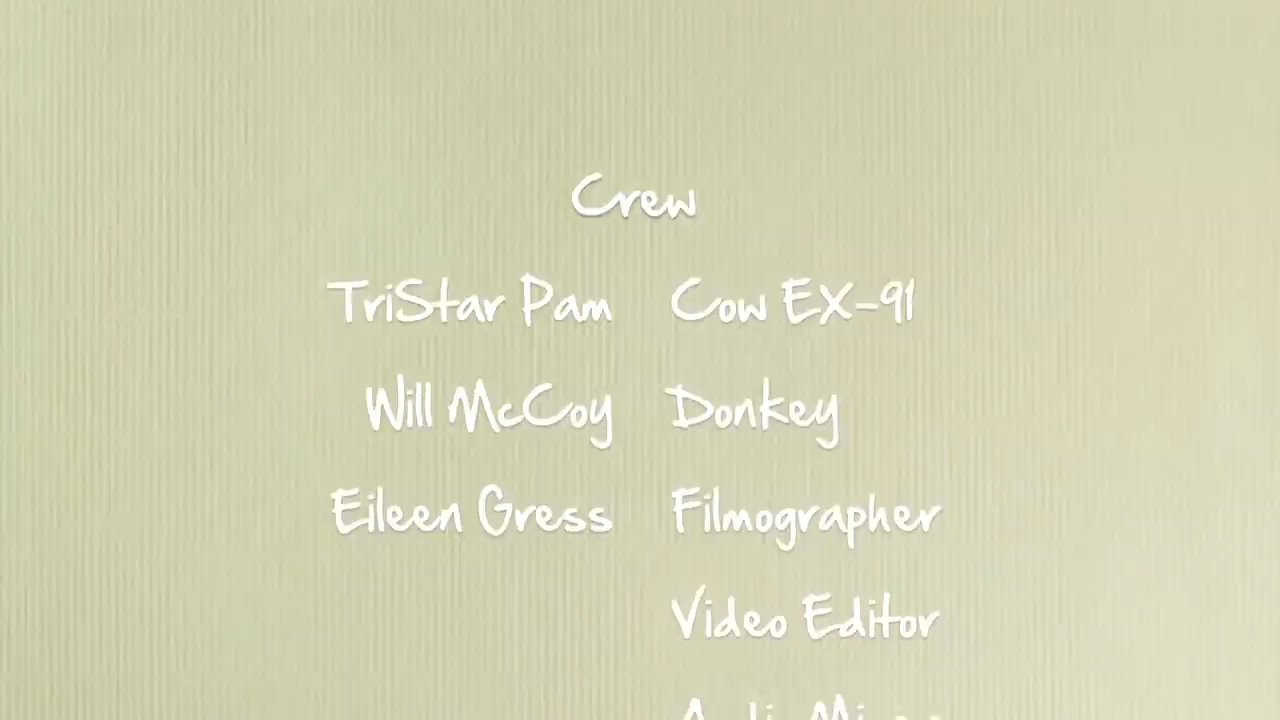 Crew
TriStar Pam Cow EX-91
Will McCoy Donkey
Eileen Gress Filmographer
Video Editor